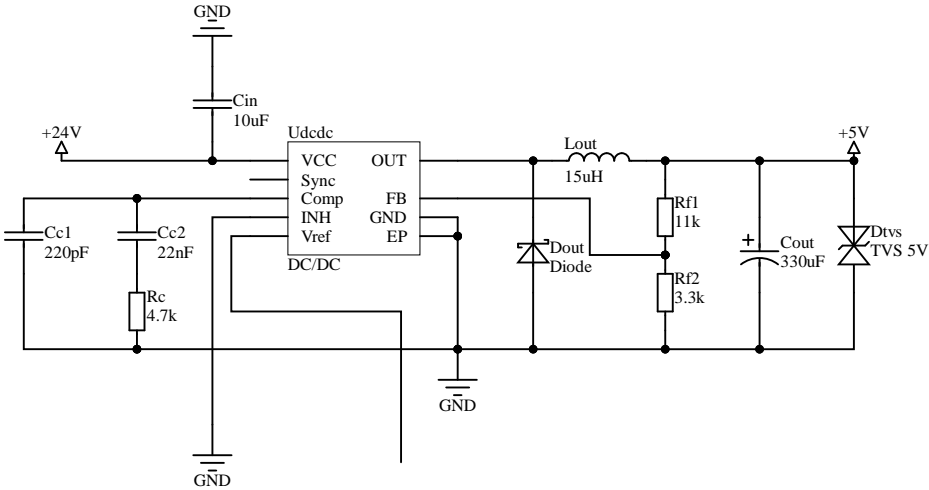 GND
Cin
10uF
+24V
Udcdc
VCC OUT
Sync
Comp FB
INH GND
Vref EP
DC/DC
Lout
15uH
+5V
Cc1
220pF
Cc2
22nF
Rc
4.7k
Dout
Diode
Rf1
11k
Rf2
3.3k
+
Cout
330uF
Dtvs
TVS 5V
GND
GND